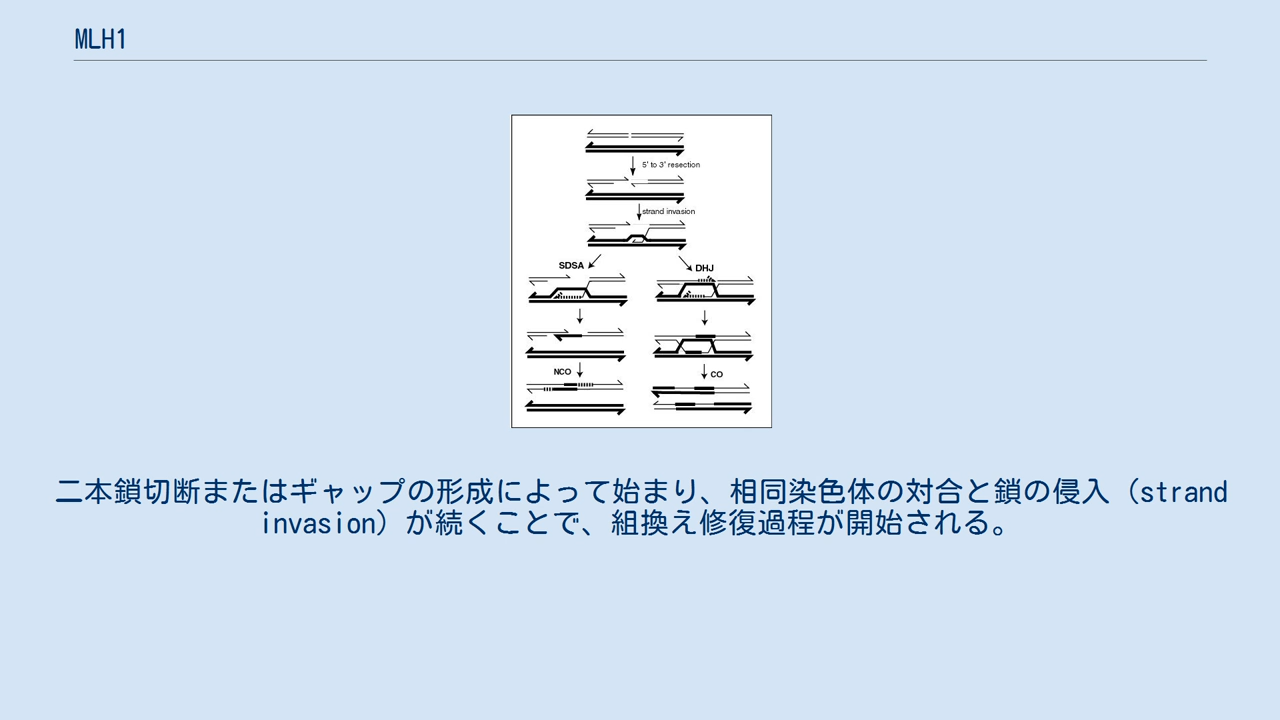 MLH1
5' to 3' resection
strand invasion
SDSA
DHJ
NCO
CO
二本鎖切断またはギャップの形成によって始まり、相同染色体の対合と鎖の侵入（strand
invasion）が続くことで、組換え修復過程が開始される。